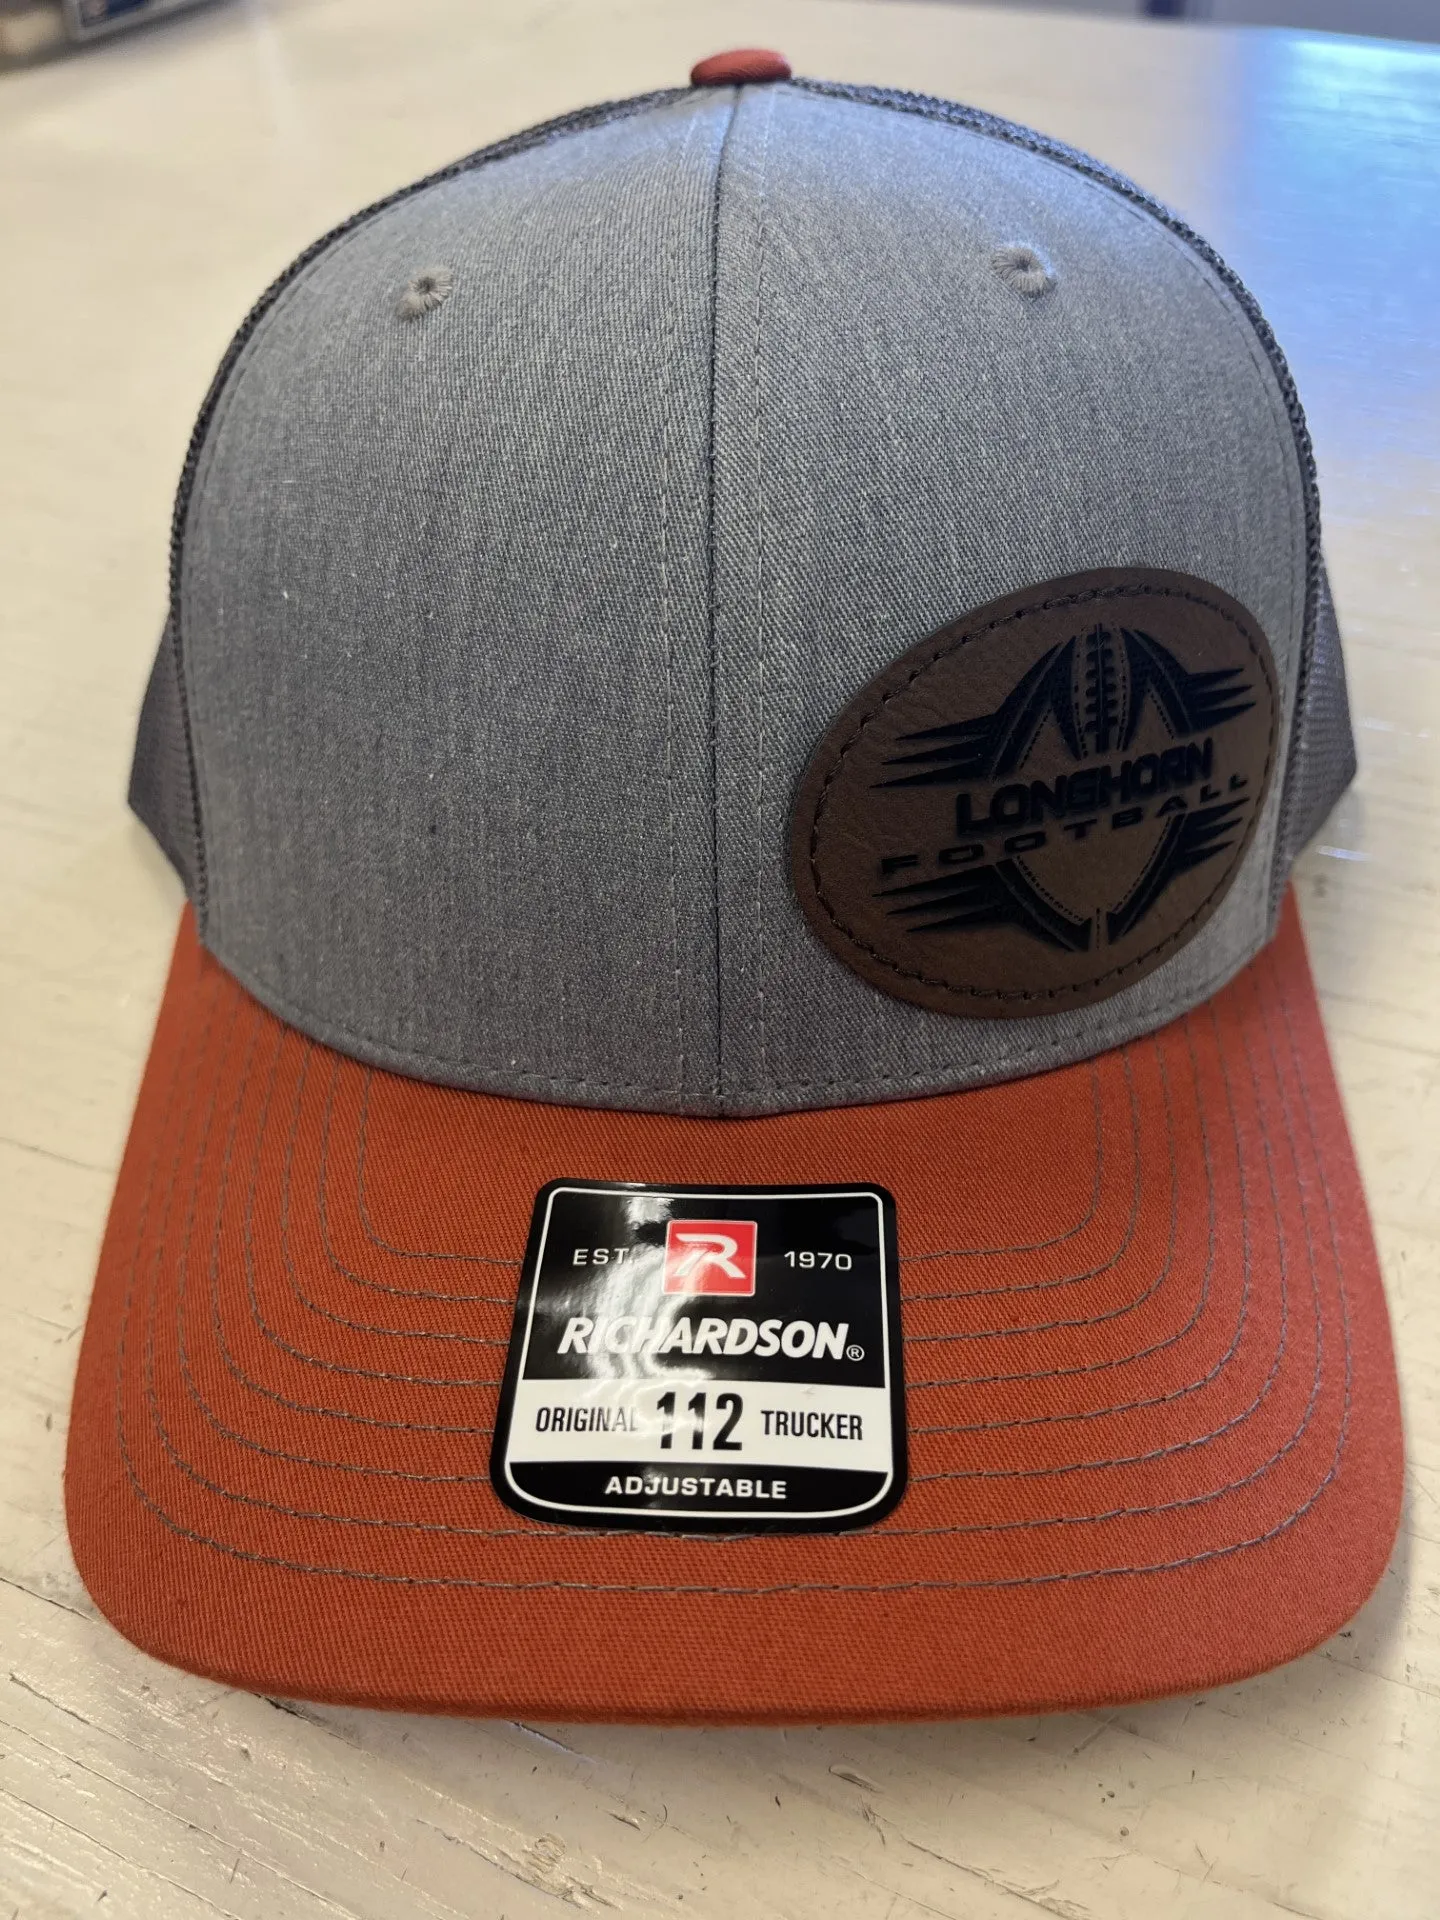 LONGHORN
FOOTBALL
EST. R 1970
RICHARDSON®
ORIGINAL 112 TRUCKER
ADJUSTABLE